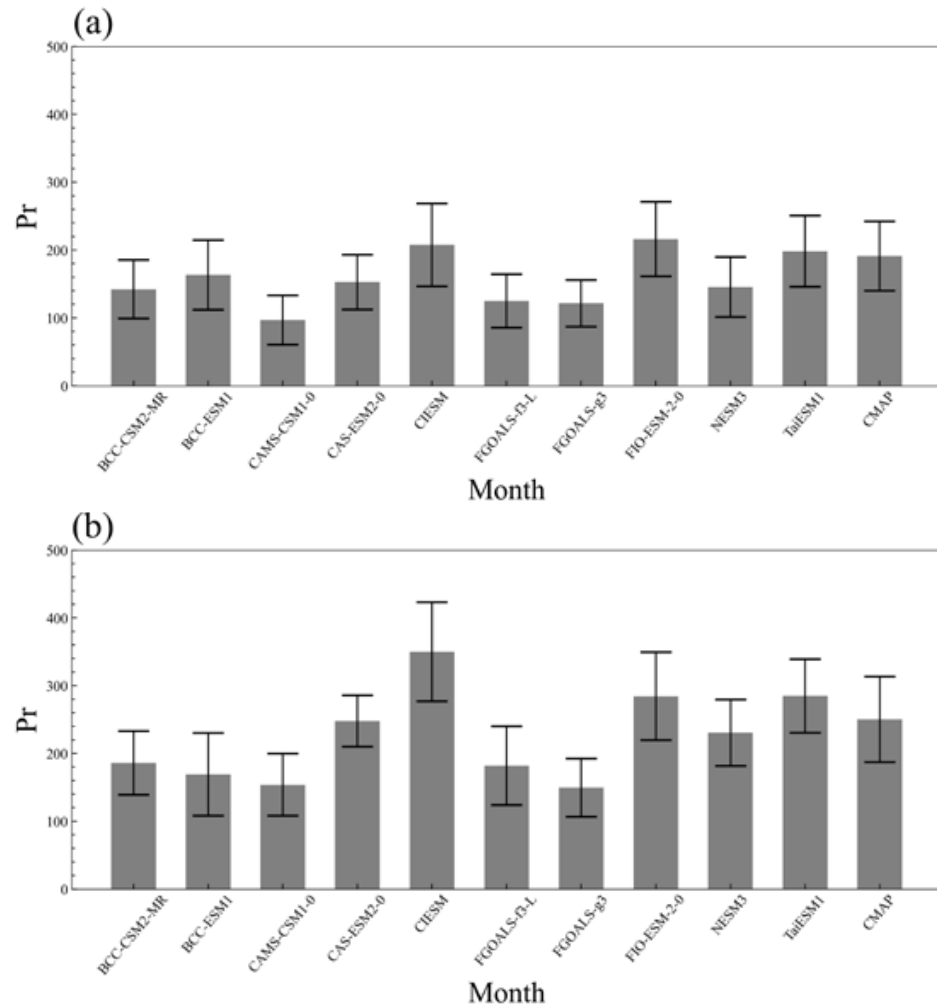 (a)
500
400
300
200
100
0
Pr
BCC-CSM2-MR
BCC-ESM1
CAMS-CSM1-0
CAS-ESM2-0
CIESM
FGOALS-f3-L
FGOALS-g3
FIO-ESM-2-0
NESM3
TaiESM1
CMAP
Month
(b)
500
400
300
200
100
0
Pr
BCC-CSM2-MR
BCC-ESM1
CAMS-CSM1-0
CAS-ESM2-0
CIESM
FGOALS-f3-L
FGOALS-g3
FIO-ESM-2-0
NESM3
TaiESM1
CMAP
Month